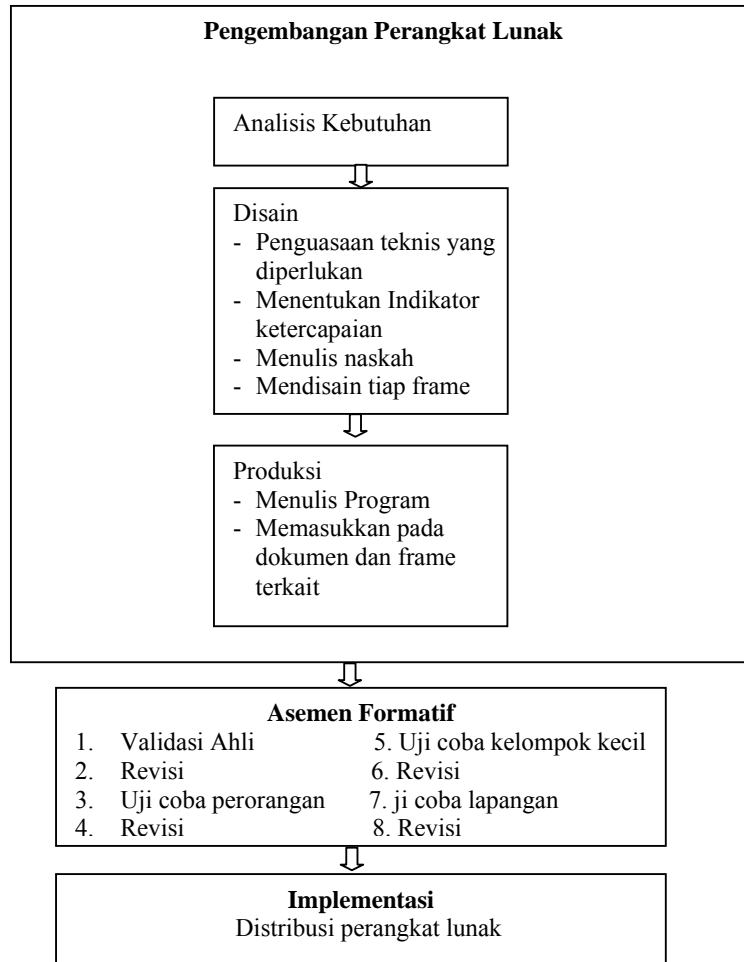 Pengembangan Perangkat Lunak
Analisis Kebutuhan
Disain
- Penguasaan teknis yang
diperlukan
- Menentukan Indikator
ketercapaian
- Menulis naskah
- Mendisain tiap frame
Produksi
- Menulis Program
- Memasukkan pada
dokumen dan frame
terkait
Asemen Formatif
1. Validasi Ahli 5. Uji coba kelompok kecil
2. Revisi 6. Revisi
3. Uji coba perorangan 7. ji coba lapangan
4. Revisi 8. Revisi
Implementasi
Distribusi perangkat lunak